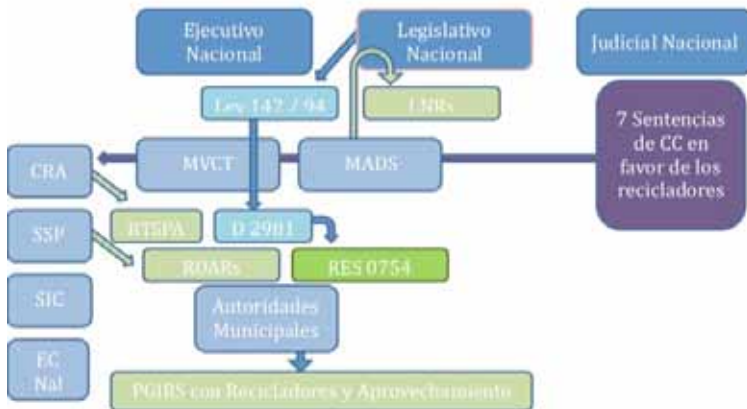 Ejecutivo
Nacional
Legislativo
Nacional
Judicial Nacional
Ley 142 / 94
LNRs
7 Sentencias
de CC en
favor de los
recicladores
CRA
MVCT
MADS
SSP
RTSPA
D 2981
ROARs
RES 0754
SIC
Autoridades
Municipales
EC
Nal
PGIRS con Recicladores y Aprovechamiento